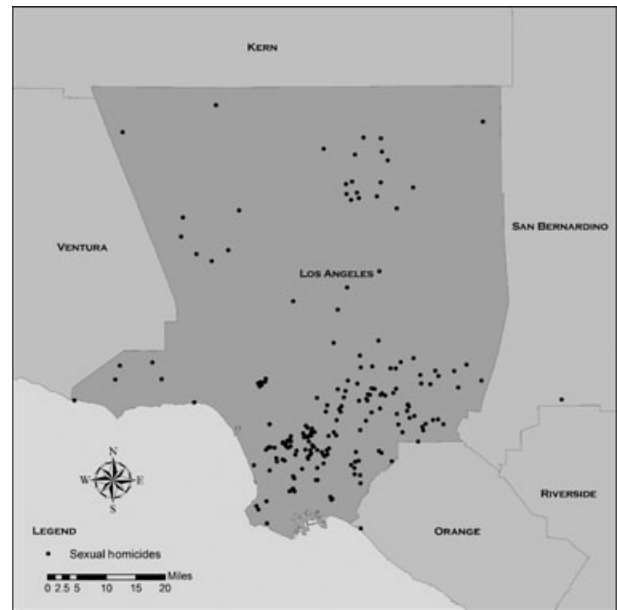 KERN
SAN BERNARDINO
VENTURA
LOS ANGELES
N
W E
S
RIVERSIDE
LEGEND
ORANGE
Sexual homicides
Miles
0 2.5 5 10 15 20